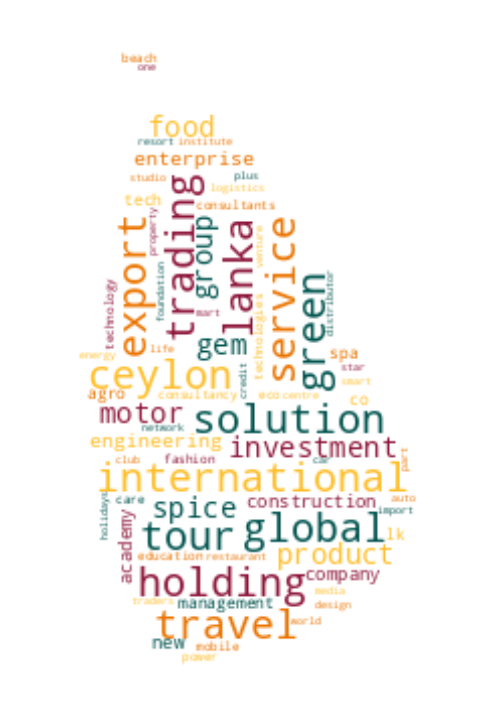 beach
one
food
resort institute
enterprise
studio
plus
logistics
tech
consultants
trading
export
property
foundation
group
lanka
mart
venture
service
technologies
green
distributor
technology
gem
life
energy
ceylon
credit
spa
star
smart
agro
consultancy
eco centre
co
motor
solution
network
engineering
investment
club
fashion
car
part
international
holidays
care
spice
construction
auto
import
academy
tour
global
lk
education restaurant
product
holding
company
traders
management
media
design
travel
world
new
mobile
power